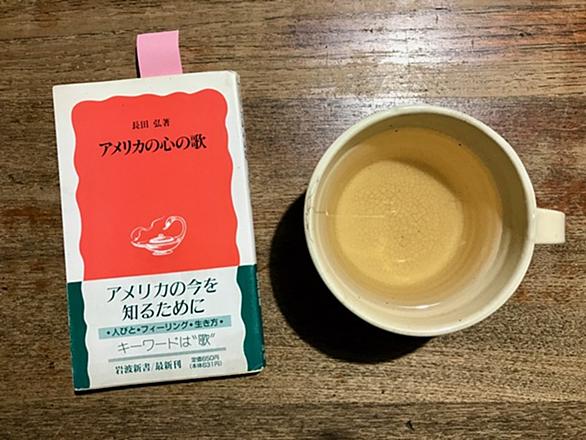 長田 弘著
アメリカの心の歌
アメリカの今を
知るために
•人びと•フィーリング•生き方•
キーワードは“歌”
岩波新書/最新刊
定価650円
(本体631円)